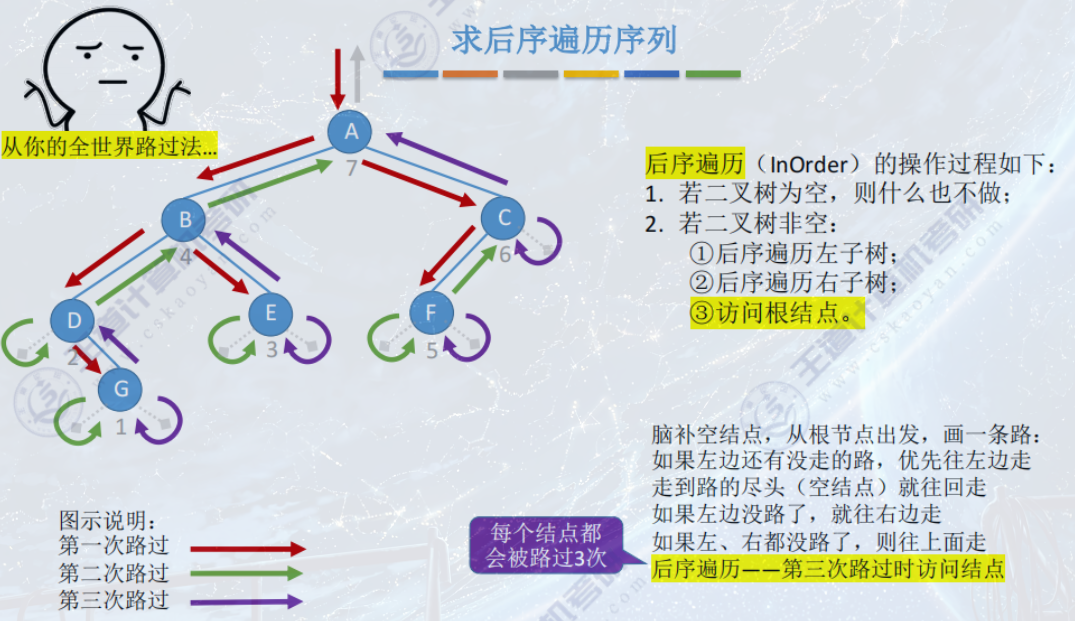 求后序遍历序列
从你的全世界路过法...
A
7
B
4
C
6
D
2
E
3
F
5
G
1
后序遍历（InOrder）的操作过程如下：
1. 若二叉树为空，则什么也不做；
2. 若二叉树非空：
①后序遍历左子树；
②后序遍历右子树；
③访问根结点。
脑补空结点，从根节点出发，画一条路：
如果左边还有没走的路，优先往左边走
走到路的尽头（空结点）就往回走
如果左边没路了，就往右边走
如果左、右都没路了，则往上面走
后序遍历——第三次路过时访问结点
每个结点都
会被路过3次
图示说明：
第一次路过
第二次路过
第三次路过
王道计算机考研
www.cskaoyan.com